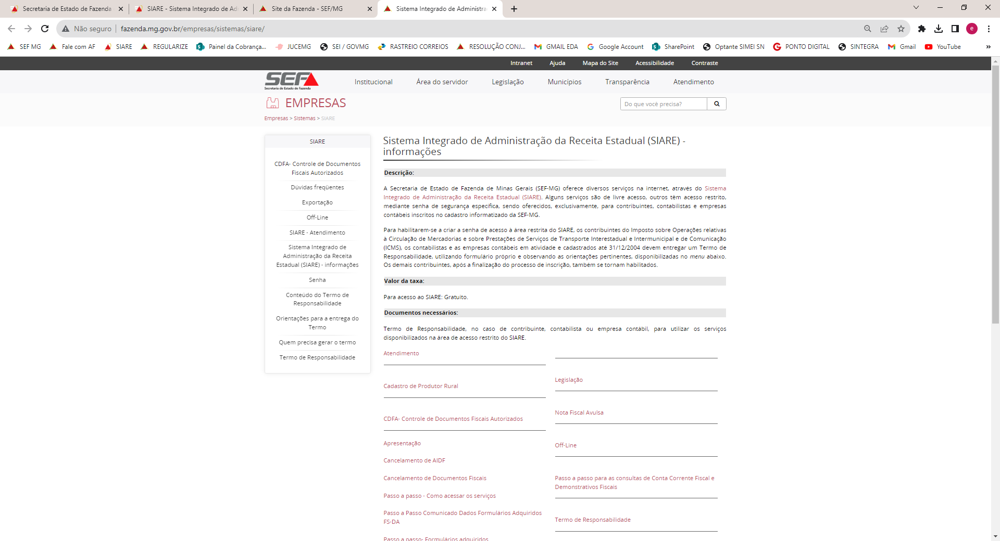 Secretaria de Estado de Fazenda
SIARE - Sistema Integrado de Ad
Site da Fazenda - SEF/MG
Sistema Integrado de Administra
Não seguro
fazenda.mg.gov.br/empresas/sistemas/siare/
e
SEF MG
Fale com AF
SIARE
REGULARIZE
Painel da Cobrança...
JUCEMG
SEI / GOVMG
RASTREIO CORREIOS
RESOLUÇÃO CONJ...
GMAIL EDA
Google Account
SharePoint
Optante SIMEI SN
PONTO DIGITAL
SINTEGRA
Gmail
YouTube
»
Intranet
Ajuda
Mapa do Site
Acessibilidade
Contraste
SEF
Secretaria de Estado de Fazenda
Institucional
Área do servidor
Legislação
Municípios
Transparência
Atendimento
EMPRESAS
Do que você precisa?
Empresas > Sistemas > SIARE
SIARE
CDFA- Controle de Documentos
Fiscais Autorizados
Dúvidas freqüentes
Exportação
Off-Line
SIARE - Atendimento
Sistema Integrado de
Administração da Receita
Estadual (SIARE) - informações
Senha
Conteúdo do Termo de
Responsabilidade
Orientações para a entrega do
Termo
Quem precisa gerar o termo
Termo de Responsabilidade
Sistema Integrado de Administração da Receita Estadual (SIARE) -
informações
Descrição:
A Secretaria de Estado de Fazenda de Minas Gerais (SEF-MG) oferece diversos serviços na internet, através do Sistema
Integrado de Administração da Receita Estadual (SIARE). Alguns serviços são de livre acesso, outros têm acesso restrito,
mediante senha de segurança específica, sendo oferecidos, exclusivamente, para contribuintes, contabilistas e empresas
contábeis inscritos no cadastro informatizado da SEF-MG.
Para habilitarem-se a criar a senha de acesso à área restrita do SIARE, os contribuintes do Imposto sobre Operações relativas
à Circulação de Mercadorias e sobre Prestações de Serviços de Transporte Interestadual e Intermunicipal e de Comunicação
(ICMS), os contabilistas e as empresas contábeis em atividade e cadastrados até 31/12/2004 devem entregar um Termo de
Responsabilidade, utilizando formulário próprio e observando as orientações pertinentes, disponibilizadas no menu abaixo.
Os demais contribuintes, após a finalização do processo de inscrição, também se tornam habilitados.
Valor da taxa:
Para acesso ao SIARE: Gratuito.
Documentos necessários:
Termo de Responsabilidade, no caso de contribuinte, contabilista ou empresa contábil, para utilizar os serviços
disponibilizados na área de acesso restrito do SIARE.
Atendimento
Cadastro de Produtor Rural
CDFA- Controle de Documentos Fiscais Autorizados
Apresentação
Cancelamento de AIDF
Cancelamento de Documentos Fiscais
Passo a passo - Como acessar os serviços
Passo a Passo Comunicado Dados Formulários Adquiridos
FS-DA
Passo a passo- Formulários adquiridos
Legislação
Nota Fiscal Avulsa
Off-Line
Passo a passo para as consultas de Conta Corrente Fiscal e
Demonstrativos Fiscais
Termo de Responsabilidade